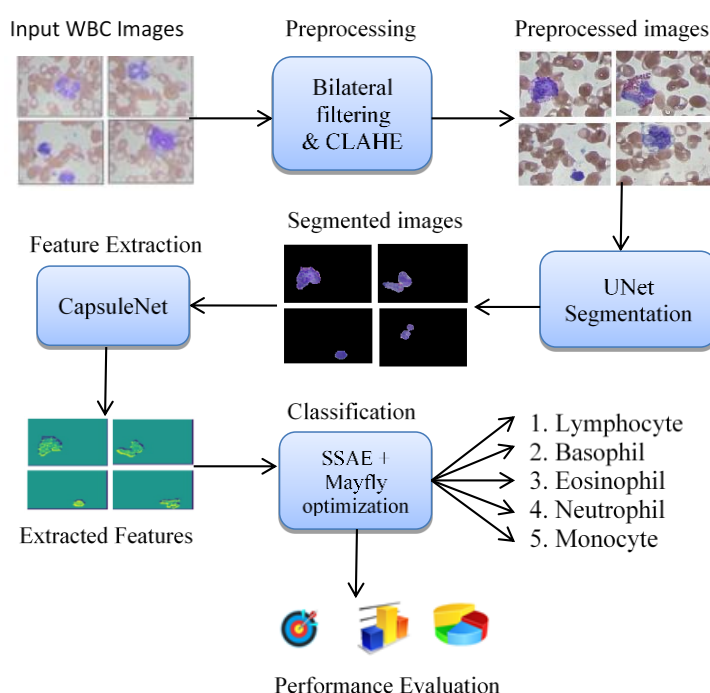 Input WBC Images
Preprocessing
Preprocessed images
Bilateral
filtering
& CLAHE
Segmented images
Feature Extraction
CapsuleNet
UNet
Segmentation
Classification
SSAE +
Mayfly
optimization
1. Lymphocyte
2. Basophil
3. Eosinophil
4. Neutrophil
5. Monocyte
Extracted Features
Performance Evaluation